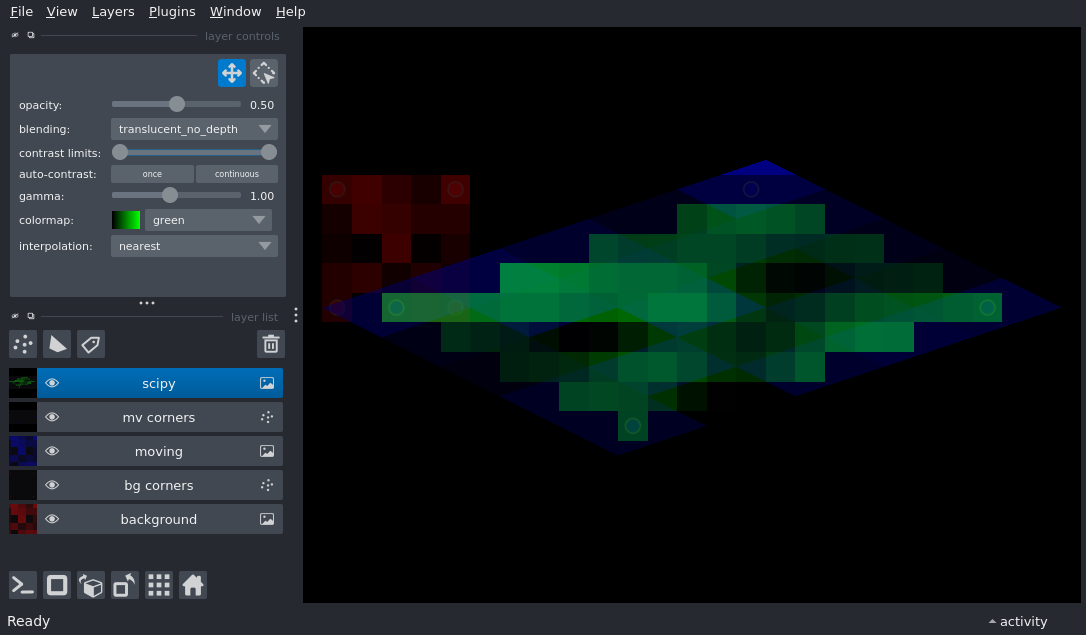 File View Layers Plugins Window Help
layer controls
opacity: 0.50
blending: translucent_no_depth
contrast limits:
auto-contrast: once continuous
gamma: 1.00
colormap: green
interpolation: nearest
layer list
scipy
mv corners
moving
bg corners
background
Ready activity